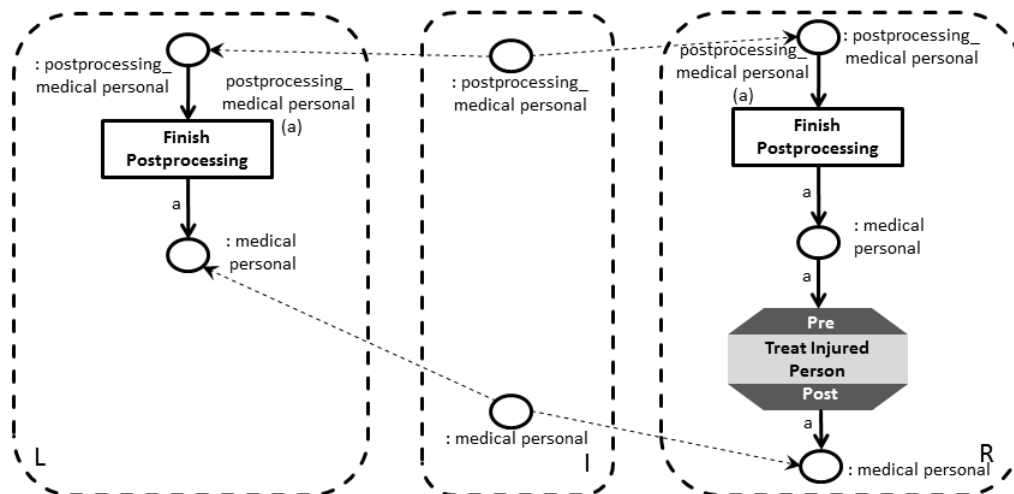 : postprocessing_
medical personal
postprocessing_
medical personal
(a)
Finish
Postprocessing
a
: medical
personal
L
: postprocessing_
medical personal
: medical personal
I
: postprocessing_
medical personal
postprocessing_
medical personal
(a)
Finish
Postprocessing
a
: medical
personal
a
Pre
Treat Injured
Person
Post
a
: medical personal
R